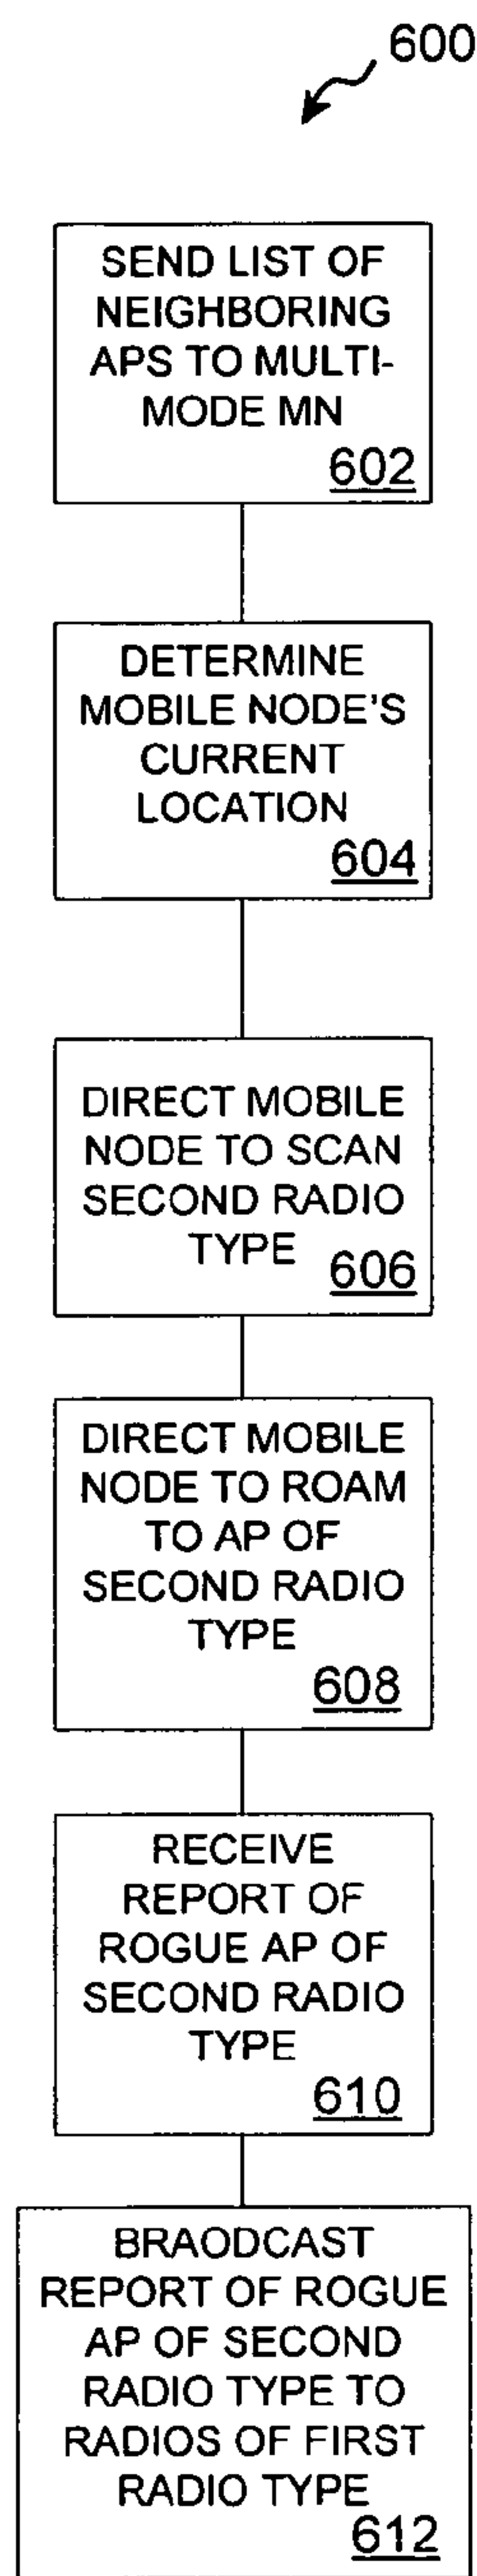 600
SEND LIST OF
NEIGHBORING
APS TO MULTI-
MODE MN
602
DETERMINE
MOBILE NODE'S
CURRENT
LOCATION
604
DIRECT MOBILE
NODE TO SCAN
SECOND RADIO
TYPE
606
DIRECT MOBILE
NODE TO ROAM
TO AP OF
SECOND RADIO
TYPE
608
RECEIVE
REPORT OF
ROGUE AP OF
SECOND RADIO
TYPE
610
BRAODCAST
REPORT OF ROGUE
AP OF SECOND
RADIO TYPE TO
RADIOS OF FIRST
RADIO TYPE
612